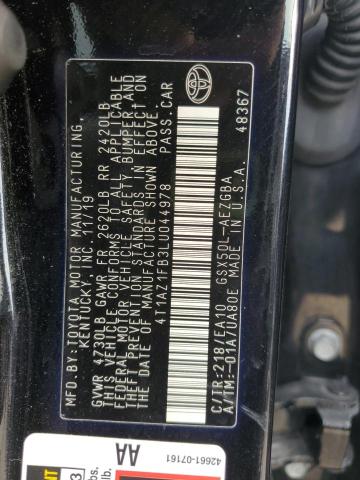 MFD.BY:TOYOTA MOTOR MANUFACTURING,
KENTUCKY, INC. 11/19
GVWR 4730LB GAWR FR 2620LB RR 2420LB
THIS VEHICLE CONFORMS TO ALL APPLICABLE
FEDERAL MOTOR VEHICLE SAFETY, BUMPER, AND
THEFT PREVENTION STANDARDS IN EFFECT ON
THE DATE OF MANUFACTURE SHOWN ABOVE.
4T1AZ1FB3LU044978 PASS.CAR
48367
C/TR:218/EA10 GSX50L-AEZGBA
A/TM:-01A/UA80E MADE IN U.S.A.
42661-07161
AA